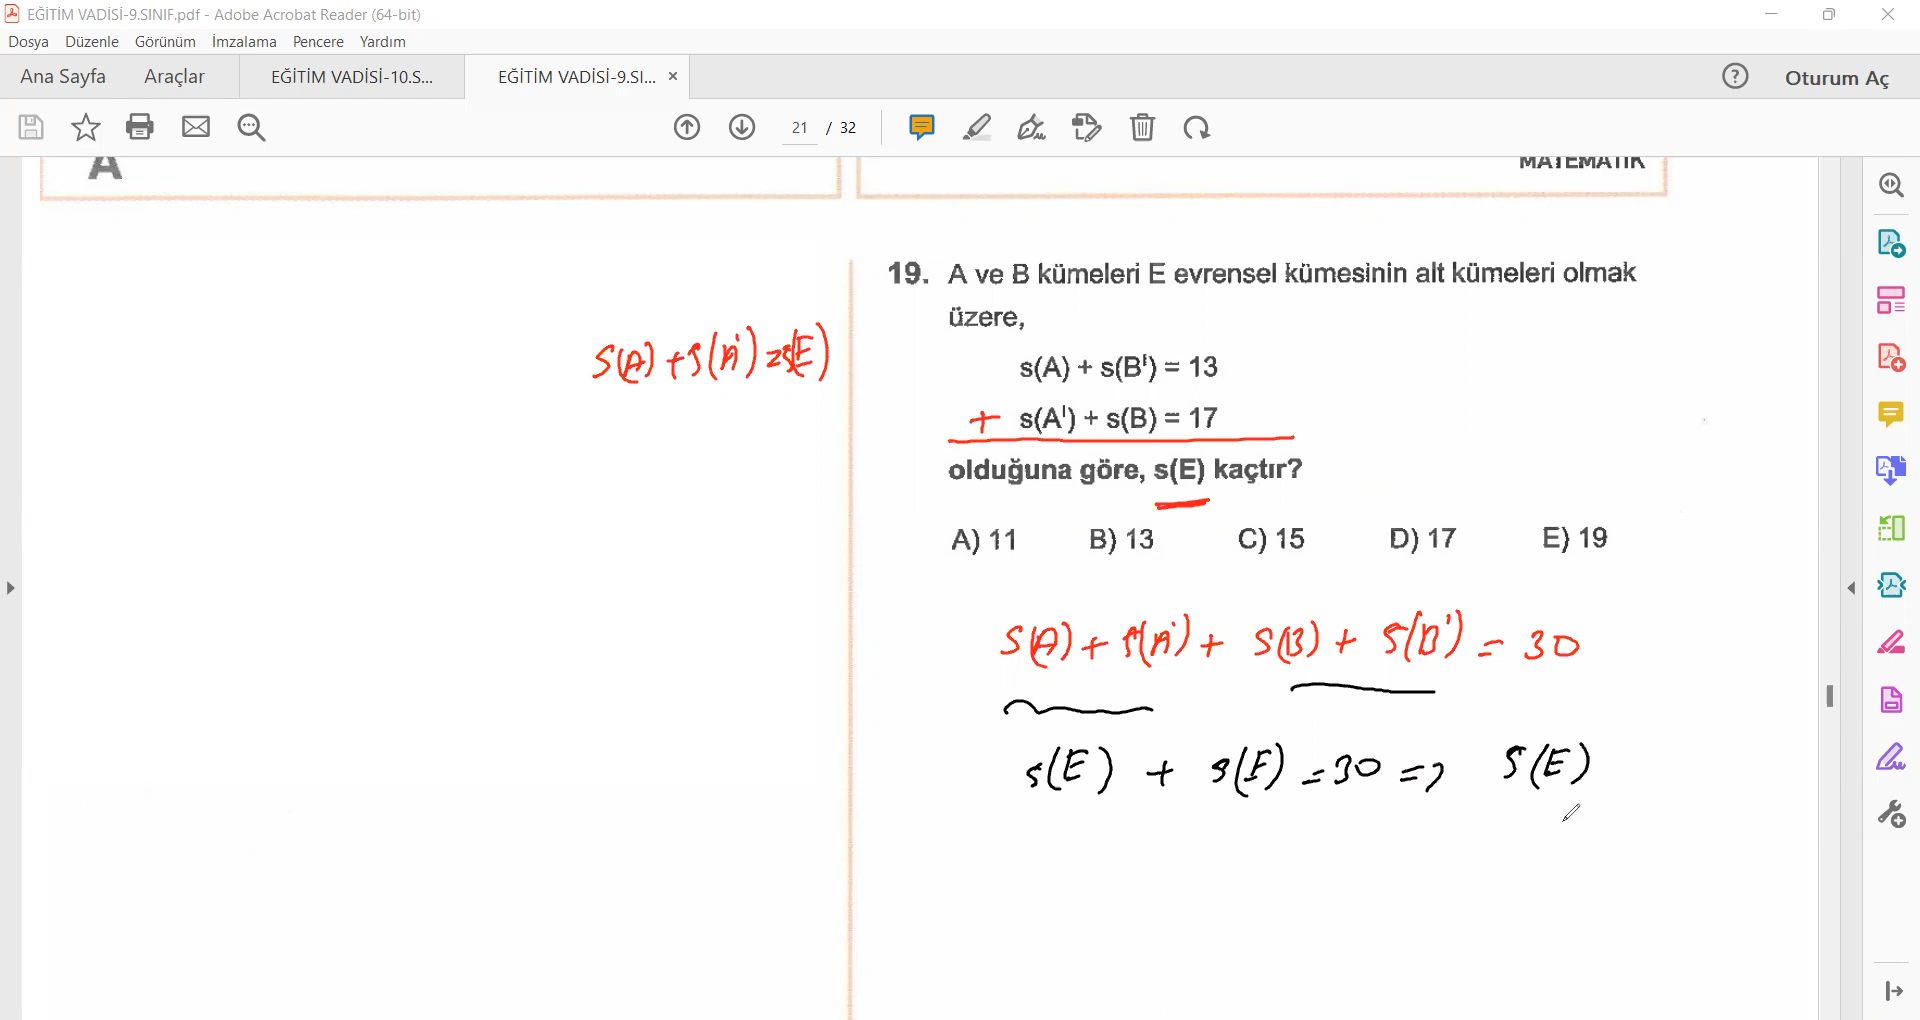 EĞİTİM VADİSİ-9.SINIF.pdf - Adobe Acrobat Reader (64-bit)
Dosya Düzenle Görünüm İmzalama Pencere Yardım
Ana Sayfa Araçlar EĞİTİM VADİSİ-10.S... EĞİTİM VADİSİ-9.SI... × ? Oturum Aç
21 / 32
A
MATEMATİK
19. A ve B kümeleri E evrensel kümesinin alt kümeleri olmak
üzere,
s(A) + s(A') = s(E)
s(A) + s(B') = 13
+ s(A') + s(B) = 17
olduğuna göre, s(E) kaçtır?
A) 11 B) 13 C) 15 D) 17 E) 19
s(A) + s(A') + s(B) + s(B') = 30
s(E) + s(E) = 30 => s(E)